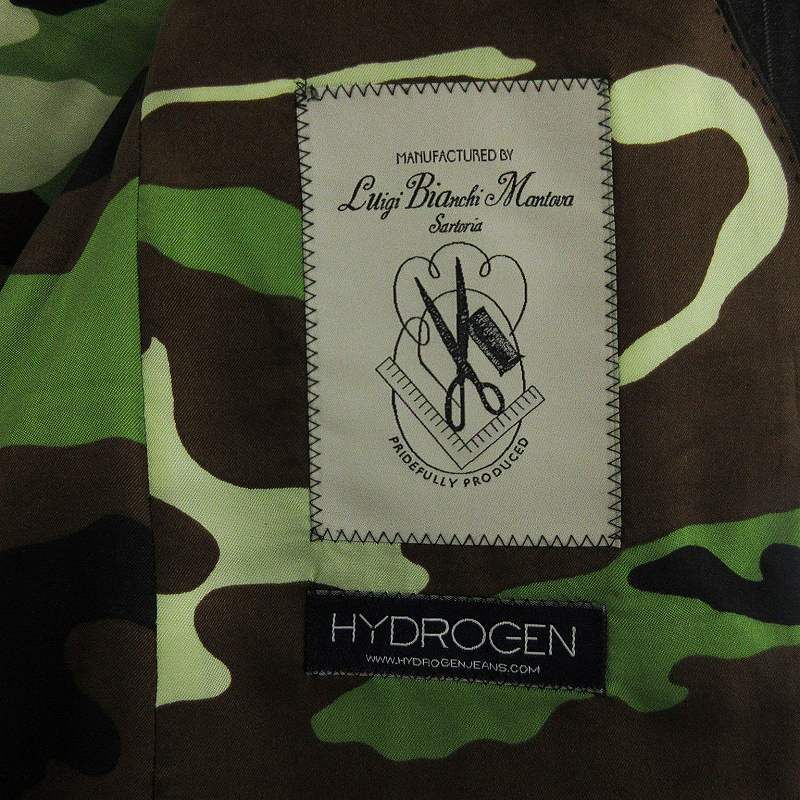 MANUFACTURED BY
Luigi Bianchi Mantova
Sartoria
PRIDEFULLY PRODUCED
HYDROGEN
WWW.HYDROGENJEANS.COM